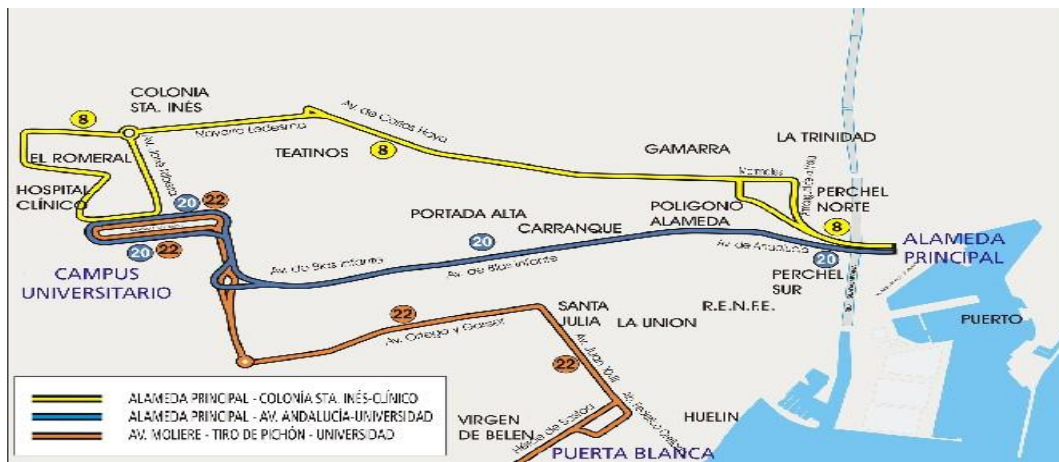 COLONIA
STA. INÉS
8
Navarro Ledesma
Av. de Carlos Haya
8
TEATINOS
EL ROMERAL
HOSPITAL
CLÍNICO
20
22
20
22
CAMPUS
UNIVERSITARIO
PORTADA ALTA
CARRANQUE
20
Av. de Blas Infante
Av. de Blas Infante
GAMARRA
LA TRINIDAD
POLIGONO
ALAMEDA
PERCHEL
NORTE
8
Av. de Andalucía
20
ALAMEDA
PRINCIPAL
PERCHEL
SUR
R.E.N.F.E.
PUERTO
22
Av. Ortega y Gasset
SANTA
JULIA
LA UNION
22
HUELIN
VIRGEN
DE BELEN
PUERTA BLANCA
ALAMEDA PRINCIPAL - COLONÍA STA. INÉS-CLÍNICO
ALAMEDA PRINCIPAL - AV. ANDALUCÍA-UNIVERSIDAD
AV. MOLIERE - TIRO DE PICHÓN - UNIVERSIDAD